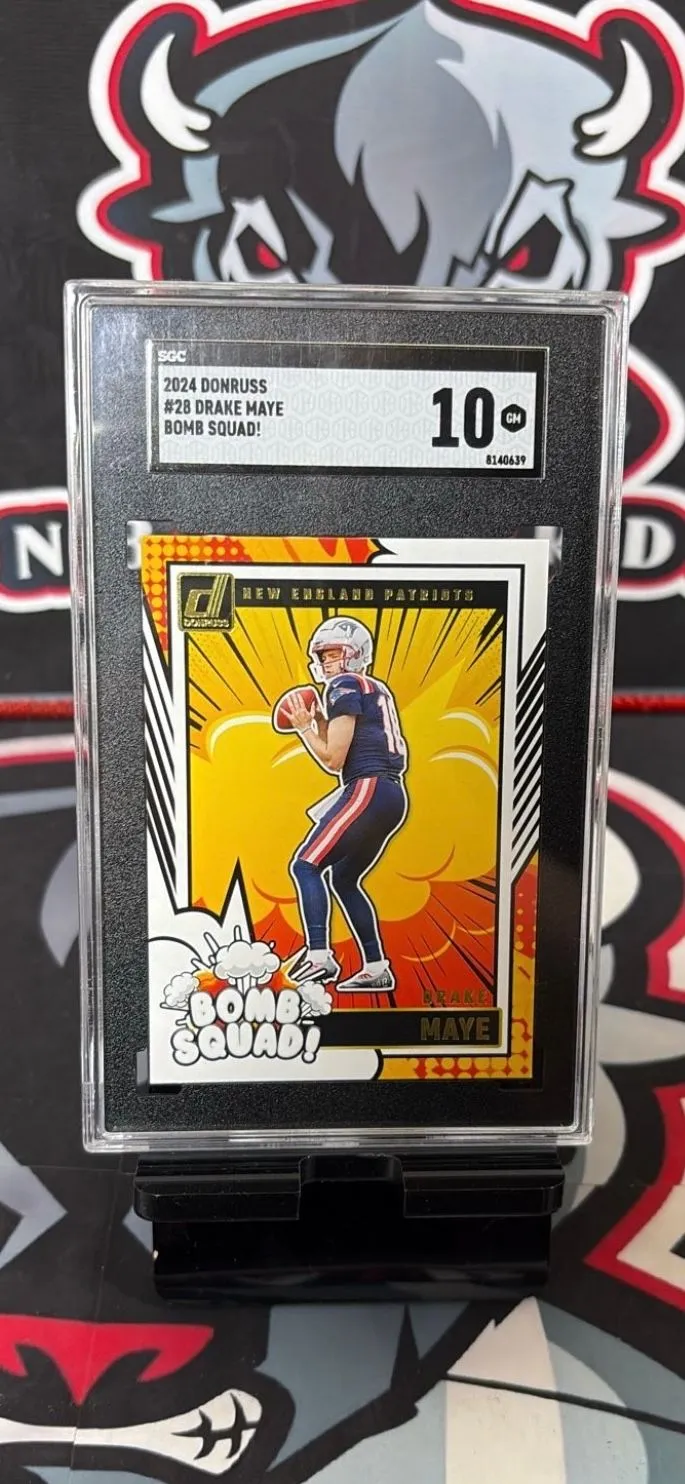 SGC
2024 DONRUSS
#28 DRAKE MAYE
BOMB SQUAD!
10
GM
8140639
d
DONRUSS
NEW ENGLAND PATRIOTS
10
BOMB
SQUAD!
DRAKE
MAYE